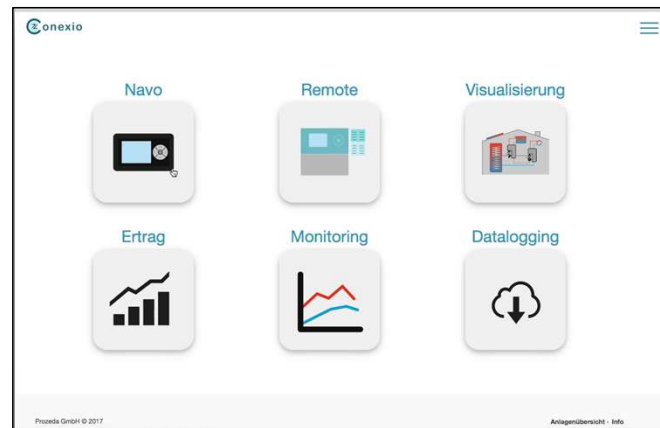 Conexio
Navo Remote Visualisierung
Ertrag Monitoring Datalogging
Prozeda GmbH © 2017 Anlagenübersicht - Info